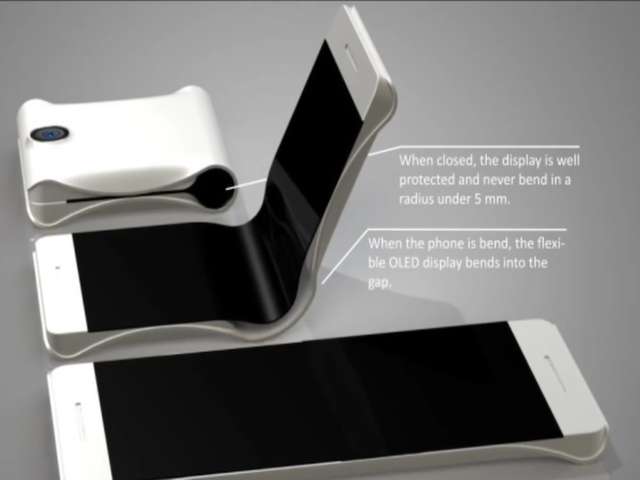 When closed, the display is well
protected and never bend in a
radius under 5 mm.
When the phone is bend, the flexi-
ble OLED display bends into the
gap.